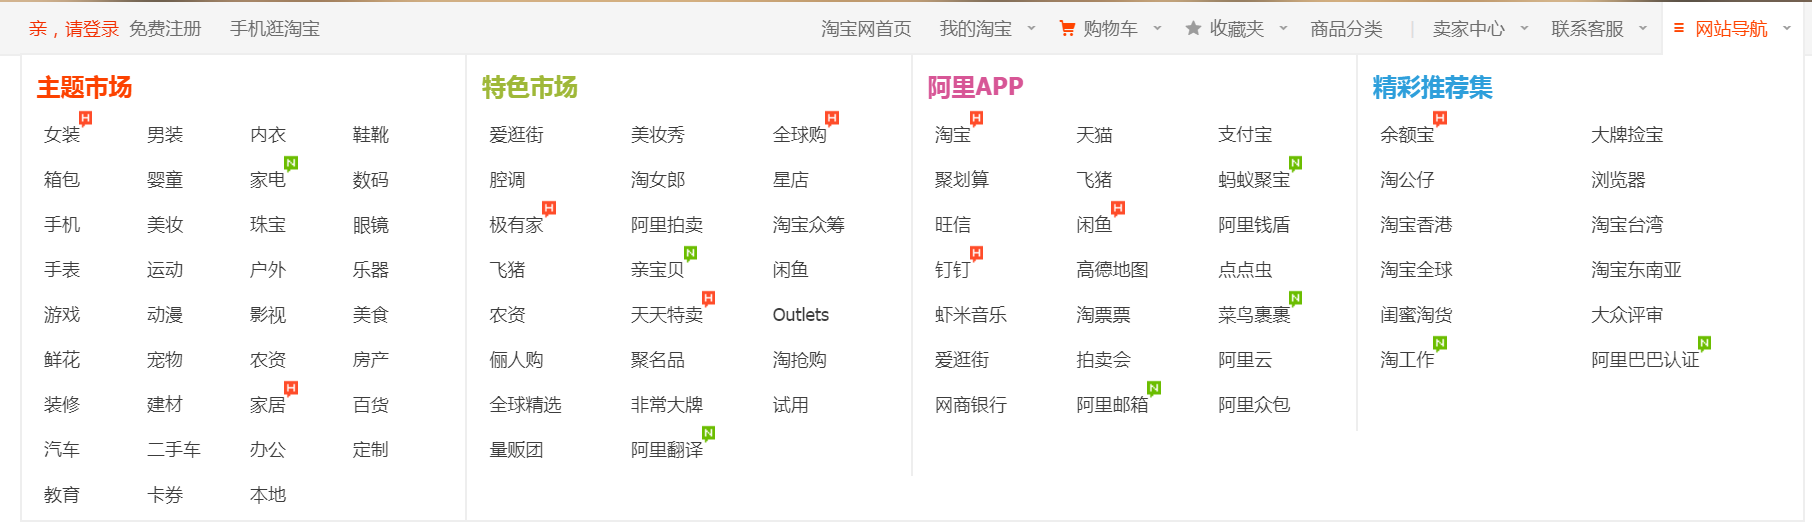 亲，请登录 免费注册 手机逛淘宝 淘宝网首页 我的淘宝 购物车 收藏夹 商品分类 | 卖家中心 联系客服 网站导航
主题市场
女装 H 男装 内衣 鞋靴
箱包 婴童 家电 N 数码
手机 美妆 珠宝 眼镜
手表 运动 户外 乐器
游戏 动漫 影视 美食
鲜花 宠物 农资 房产
装修 建材 家居 H 百货
汽车 二手车 办公 定制
教育 卡券 本地
特色市场
爱逛街 美妆秀 全球购 H
腔调 淘女郎 星店
极有家 H 阿里拍卖 淘宝众筹
飞猪 亲宝贝 N 闲鱼
农资 天天特卖 H Outlets
俪人购 聚名品 淘抢购
全球精选 非常大牌 试用
量贩团 阿里翻译 N
阿里APP
淘宝 H 天猫 支付宝
聚划算 飞猪 蚂蚁聚宝 N
旺信 闲鱼 H 阿里钱盾
钉钉 H 高德地图 点点虫
虾米音乐 淘票票 菜鸟裹裹 N
爱逛街 拍卖会 阿里云
网商银行 阿里邮箱 N 阿里众包
精彩推荐集
余额宝 H 大牌捡宝
淘公仔 浏览器
淘宝香港 淘宝台湾
淘宝全球 淘宝东南亚
闺蜜淘货 大众评审
淘工作 N 阿里巴巴认证 N